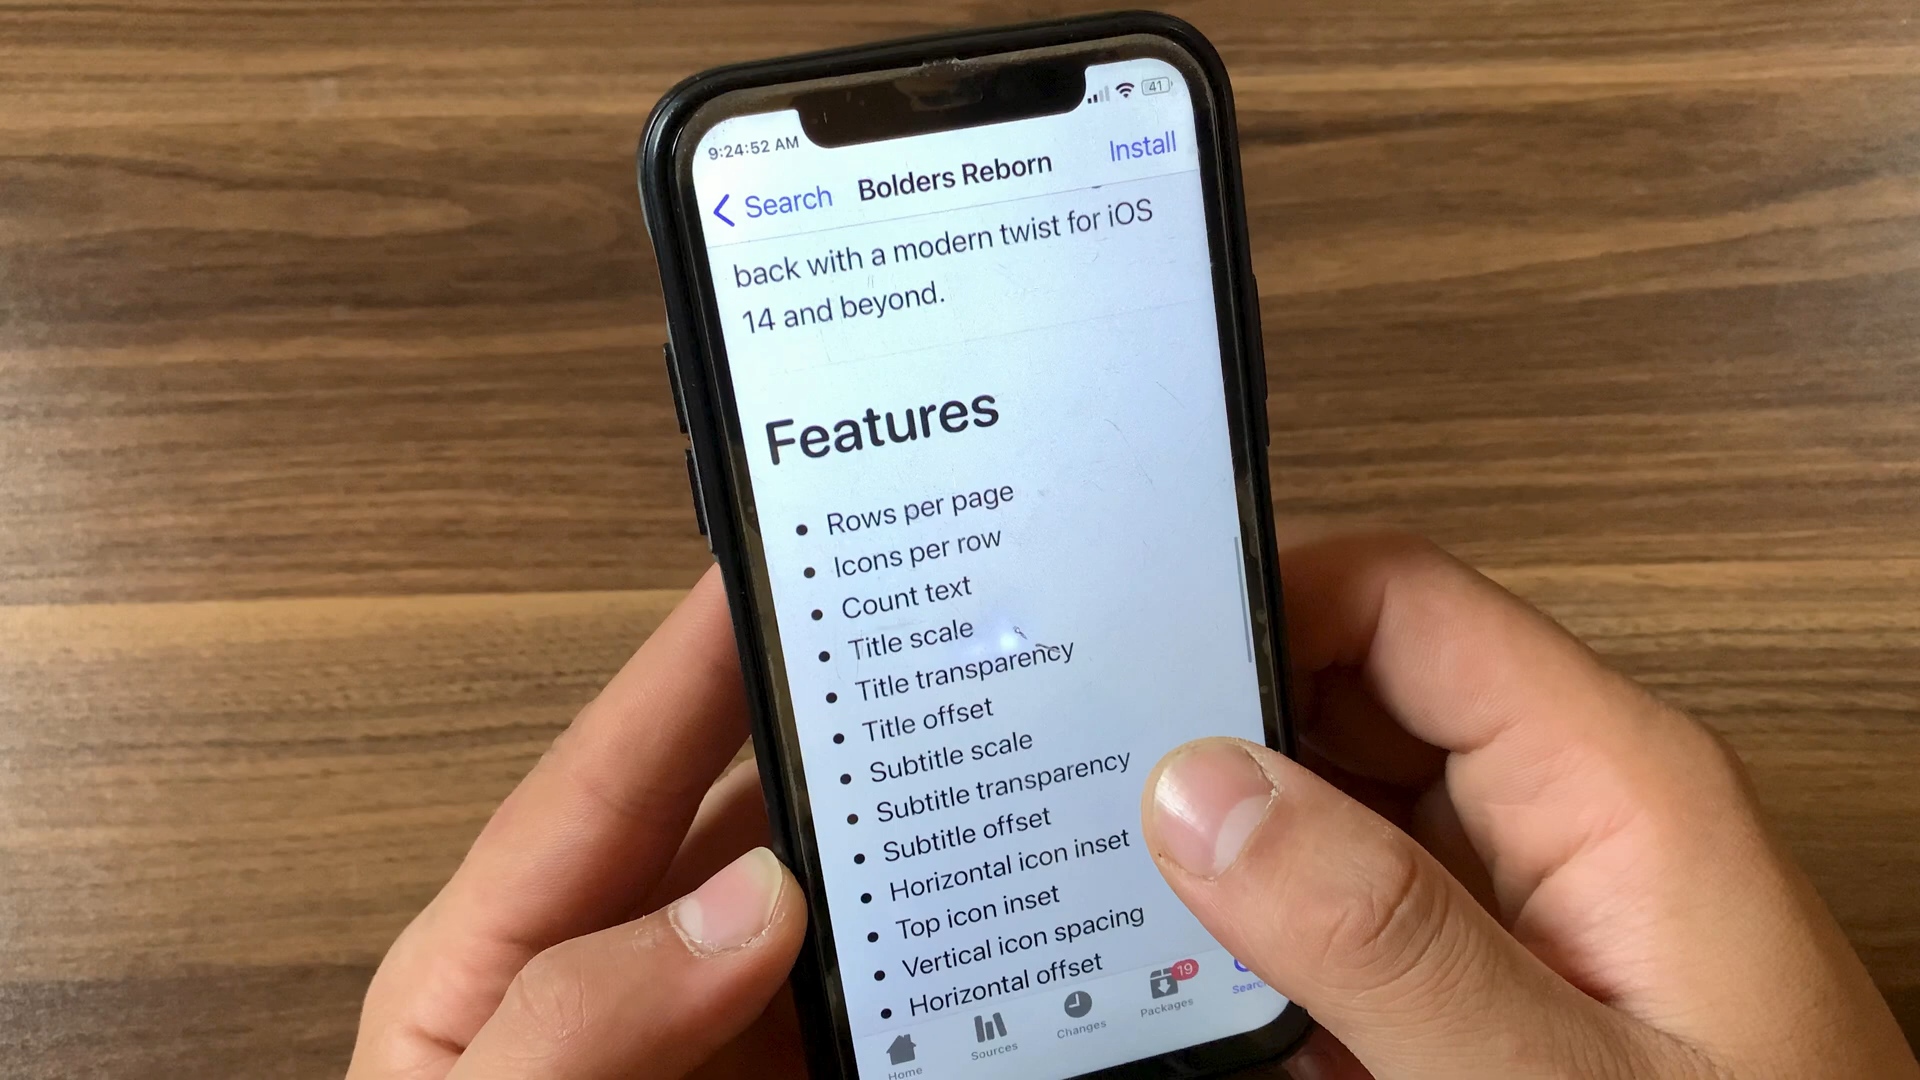 9:24:52 AM
41
Search Bolders Reborn Install
back with a modern twist for iOS
14 and beyond.
Features
• Rows per page
• Icons per row
• Count text
• Title scale
• Title transparency
• Title offset
• Subtitle scale
• Subtitle transparency
• Subtitle offset
• Horizontal icon inset
• Top icon inset
• Vertical icon spacing
• Horizontal offset
19
Home Sources Changes Packages Search